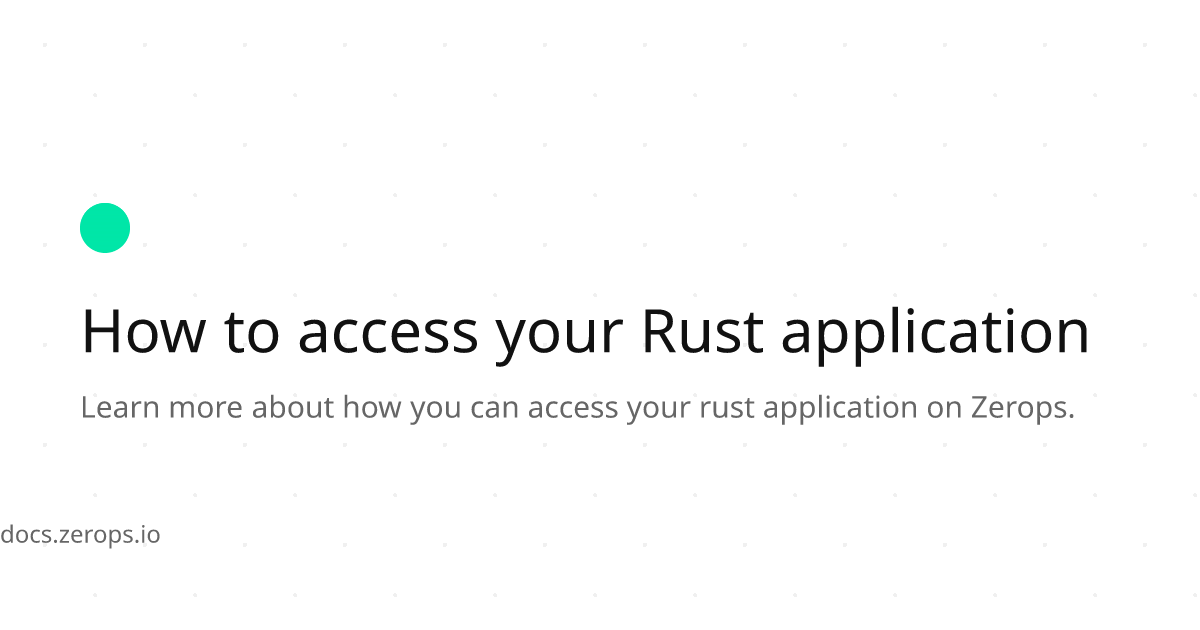 How to access your Rust application
Learn more about how you can access your rust application on Zerops.
docs.zerops.io